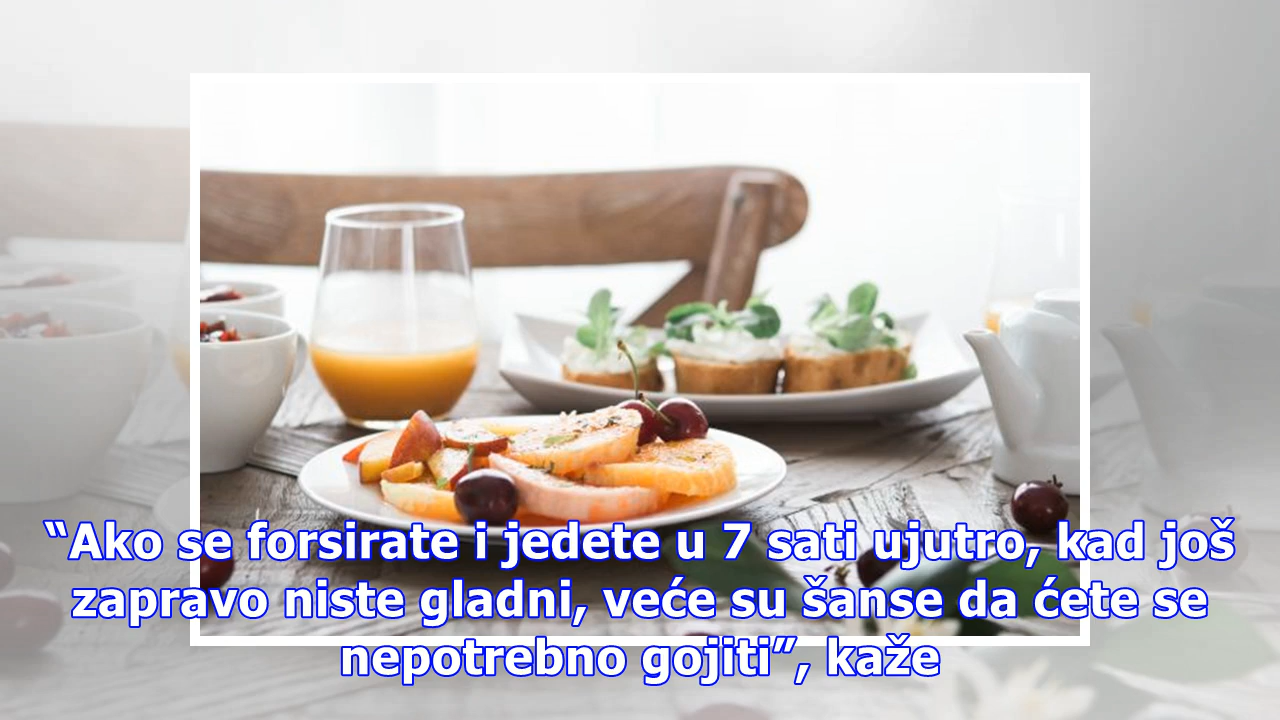 “Ako se forsirate i jedete u 7 sati ujutro, kad još
zapravo niste gladni, veće su šanse da ćete se
nepotrebno gojiti”, kaže